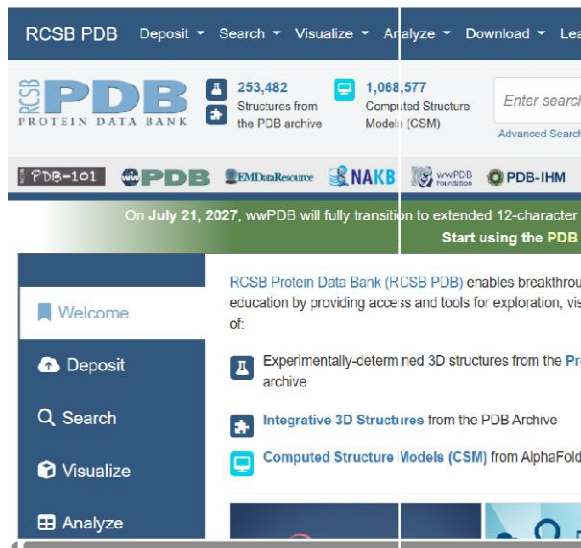 RCSB PDB Deposit Search Visualize Analyze Download
RCSB PDB
PROTEIN DATA BANK
253,482
Structures from
the PDB archive
1,068,577
Computed Structure
Models (CSM)
Enter search
Advanced Search
PDB-101 PDB EMDataResource NAKB wwPDB Foundation PDB-IHM
On July 21, 2027, wwPDB will fully transition to extended 12-character
Start using the PDB
RCSB Protein Data Bank (RCSB PDB) enables
education by providing access and tools for exploration,
of:
Experimentally-determined 3D structures from the
archive
Integrative 3D Structures from the PDB Archive
Computed Structure Models (CSM) from AlphaFold
Welcome
Deposit
Search
Visualize
Analyze